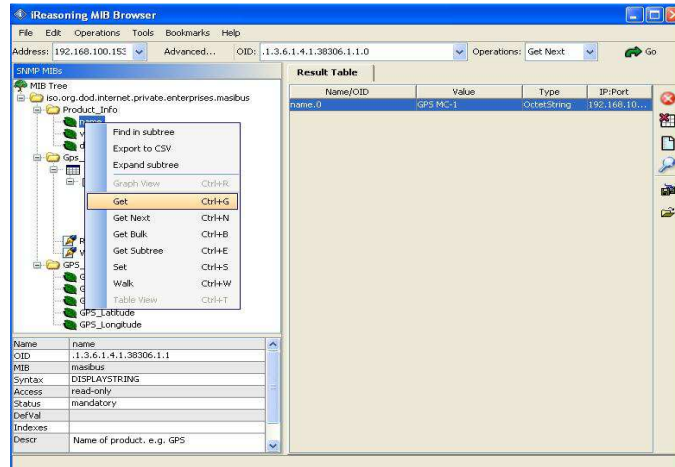 iReasoning MIB Browser
File Edit Operations Tools Bookmarks Help
Address: 192.168.100.153 Advanced... OID: .1.3.6.1.4.1.38306.1.1.0 Operations: Get Next Go
SNMP MIBs
MIB Tree
iso.org.dod.internet.private.enterprises.masibus
Product_Info
name
Find in subtree
Export to CSV
Expand subtree
Graph View Ctrl+R
Get Ctrl+G
Get Next Ctrl+N
Get Bulk Ctrl+B
Get Subtree Ctrl+E
Set Ctrl+S
Walk Ctrl+W
Table View Ctrl+T
Gps_
GPS_
GPS_Latitude
GPS_Longitude
Name name
OID .1.3.6.1.4.1.38306.1.1
MIB masibus
Syntax DISPLAYSTRING
Access read-only
Status mandatory
DefVal
Indexes
Descr Name of product. e.g. GPS
Result Table
Name/OID Value Type IP:Port
name.0 GPS MC-1 OctetString 192.168.10...